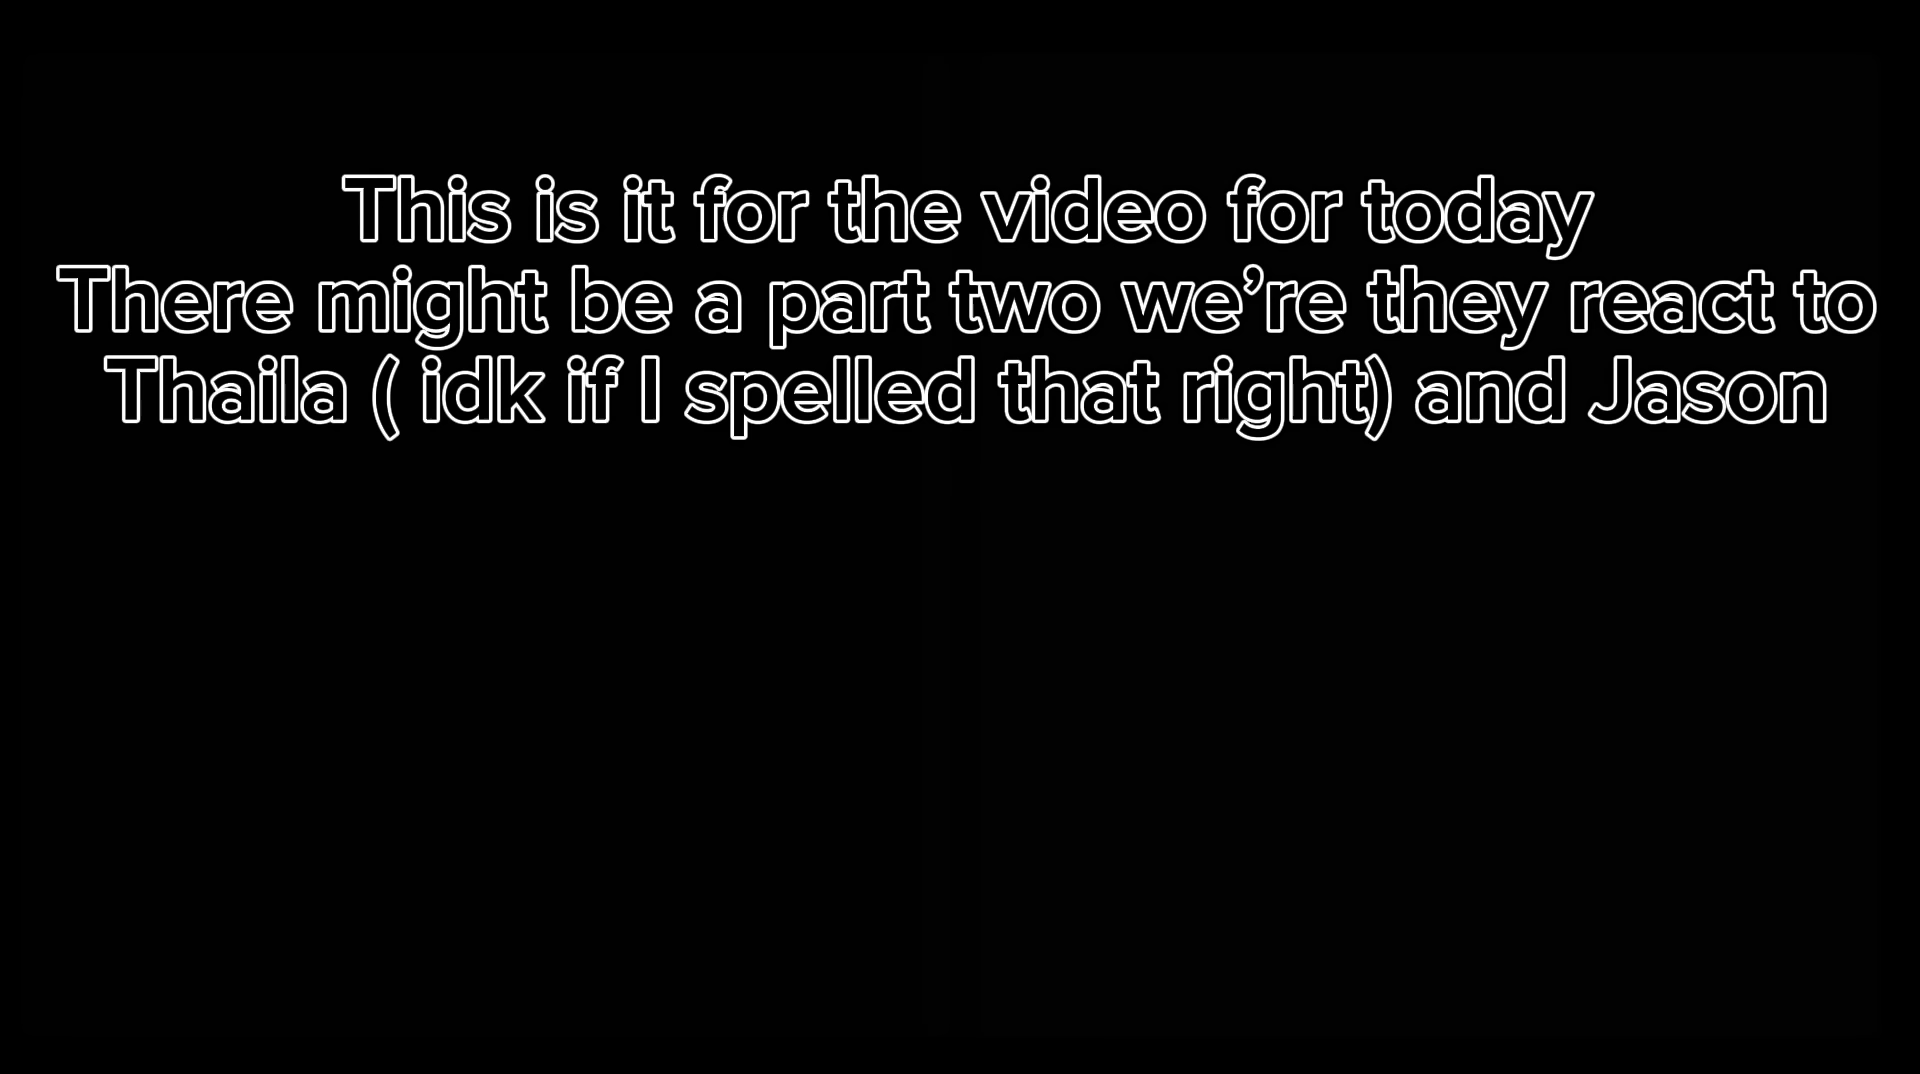 This is it for the video for today
There might be a part two we’re they react to
Thaila ( idk if I spelled that right) and Jason